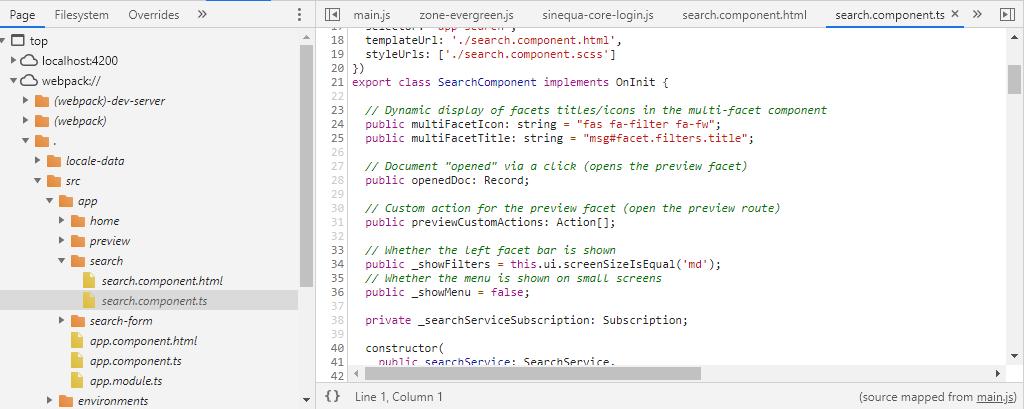 Page Filesystem Overrides
main.js zone-evergreen.js sinequa-core-login.js search.component.html search.component.ts ×
top
localhost:4200
webpack://
(webpack)-dev-server
(webpack)
.
locale-data
src
app
home
preview
search
search.component.html
search.component.ts
search-form
app.component.html
app.component.ts
app.module.ts
environments
18 templateUrl: './search.component.html',
19 styleUrls: ['./search.component.scss']
20 })
21 export class SearchComponent implements OnInit {
22
23 // Dynamic display of facets titles/icons in the multi-facet component
24 public multiFacetIcon: string = "fas fa-filter fa-fw";
25 public multiFacetTitle: string = "msg#facet.filters.title";
26
27 // Document "opened" via a click (opens the preview facet)
28 public openedDoc: Record;
29
30 // Custom action for the preview facet (open the preview route)
31 public previewCustomActions: Action[];
32
33 // Whether the left facet bar is shown
34 public _showFilters = this.ui.screenSizeIsEqual('md');
35 // Whether the menu is shown on small screens
36 public _showMenu = false;
37
38 private _searchServiceSubscription: Subscription;
39
40 constructor(
41 public searchService: SearchService,
42
{} Line 1, Column 1 (source mapped from main.js)